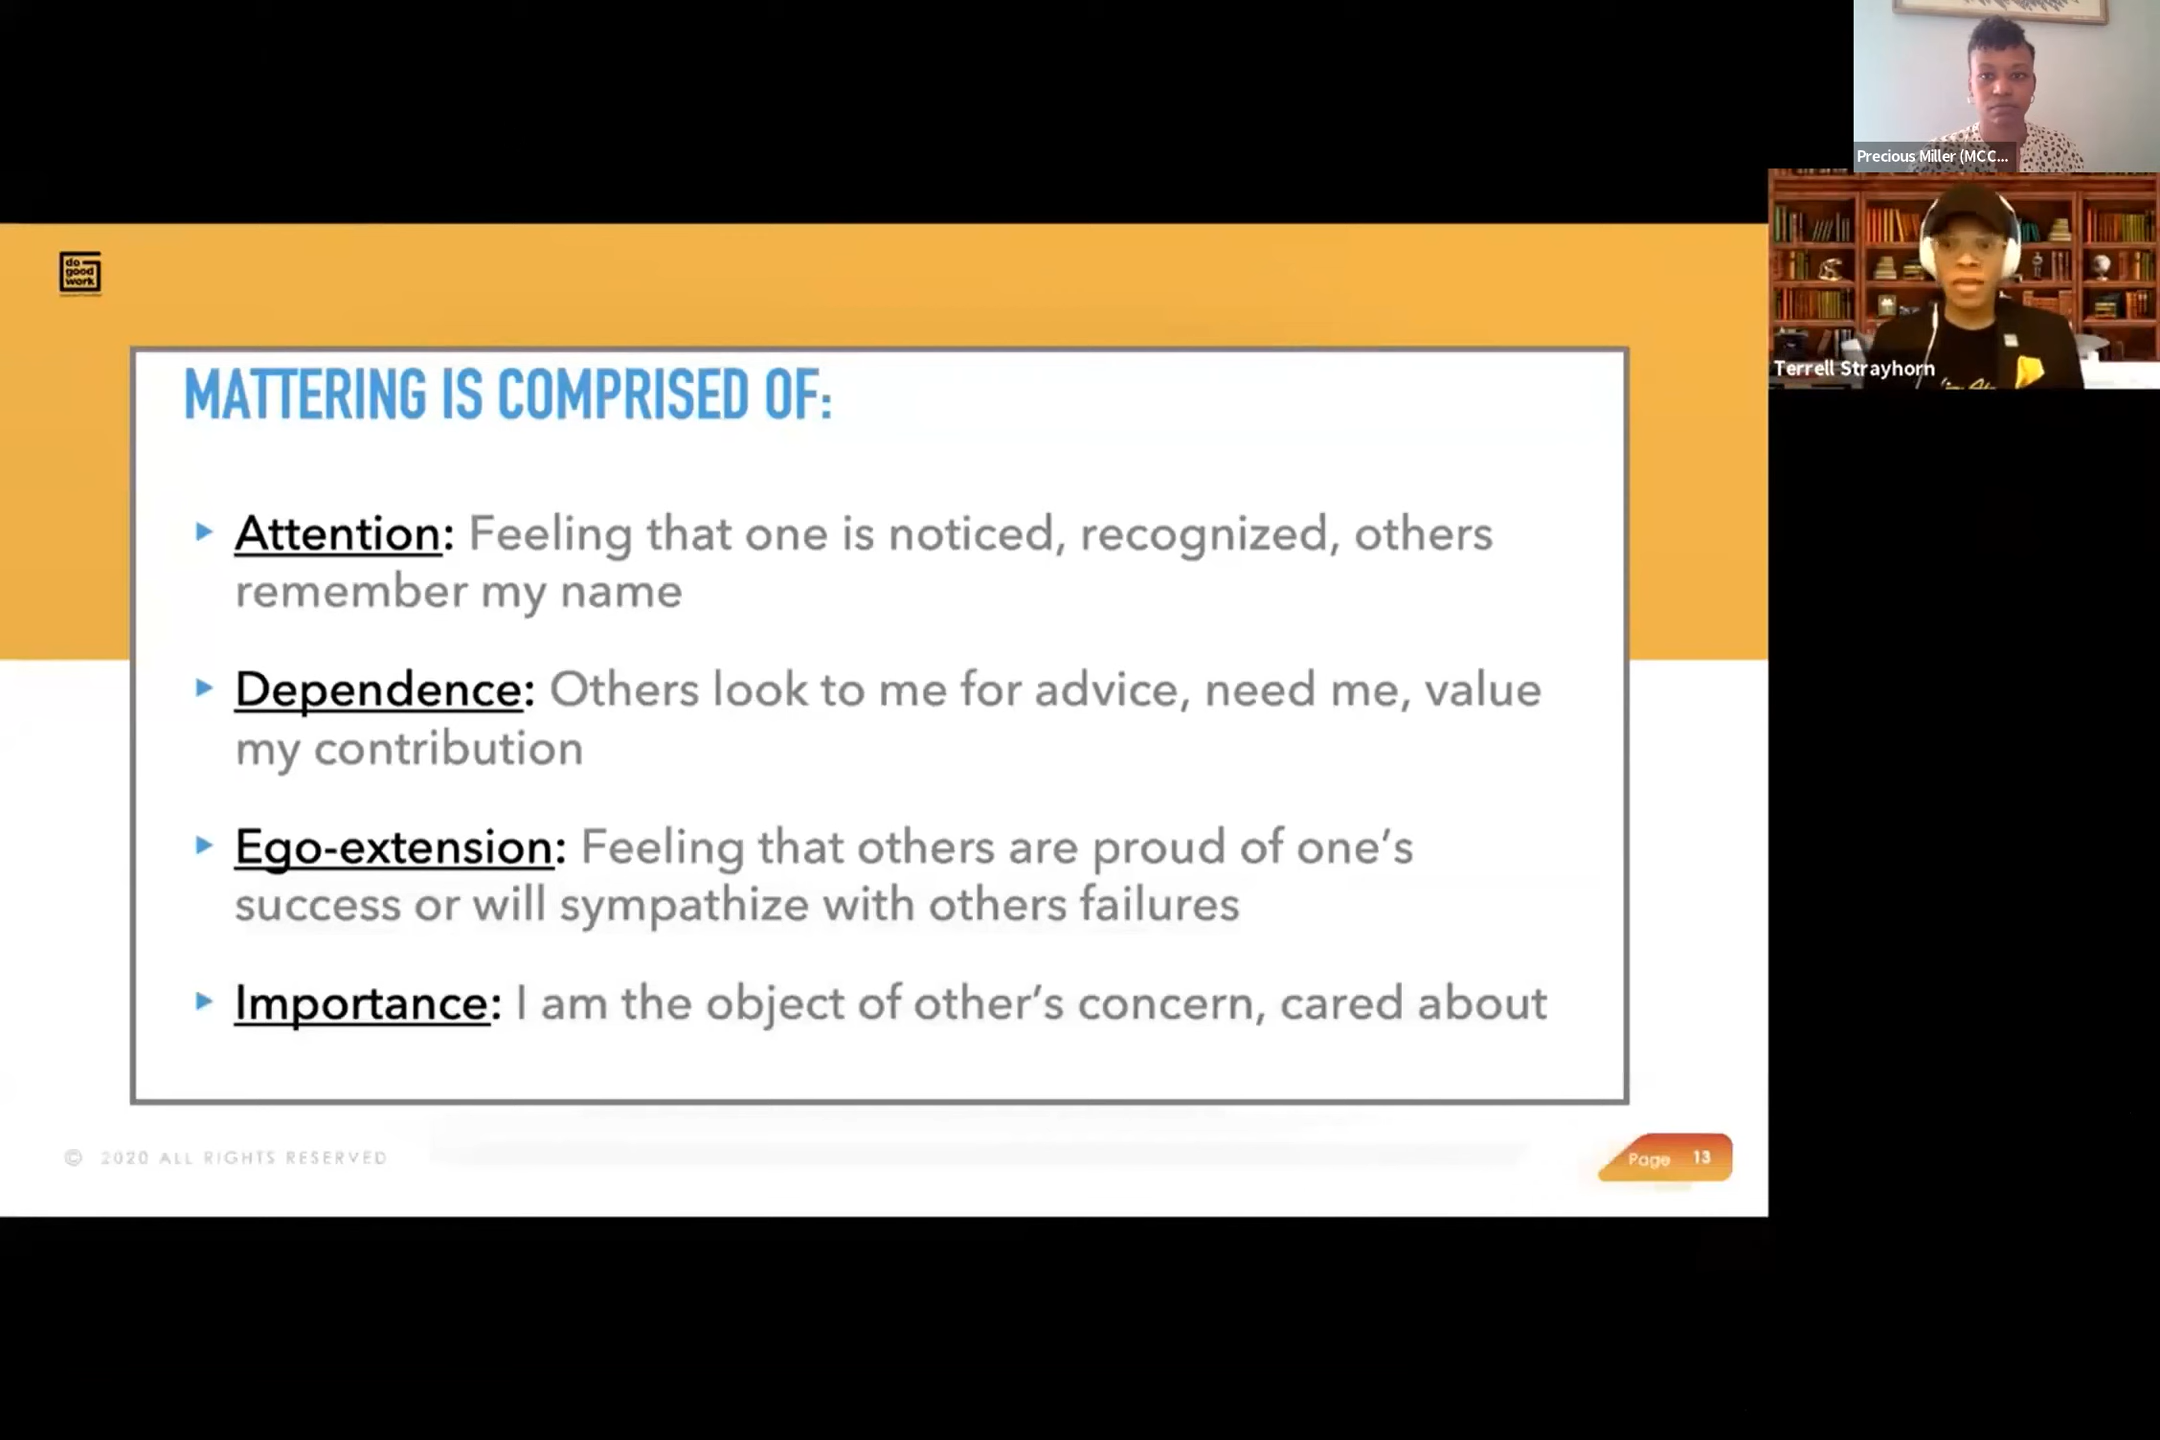 Precious Miller (MCC...
Terrell Strayhorn
do
good
work
MATTERING IS COMPRISED OF:
Attention: Feeling that one is noticed, recognized, others
remember my name
Dependence: Others look to me for advice, need me, value
my contribution
Ego-extension: Feeling that others are proud of one’s
success or will sympathize with others failures
Importance: I am the object of other’s concern, cared about
© 2020 ALL RIGHTS RESERVED
Page 13